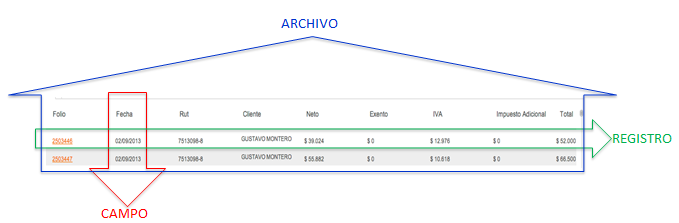 ARCHIVO
Folio Fecha Rut Cliente Neto Exento IVA Impuesto Adicional Total
2503446 02/09/2013 7513098-8 GUSTAVO MONTERO $ 39.024 $ 0 $ 12.976 $ 0 $ 52.000
REGISTRO
2503447 02/09/2013 7513098-8 GUSTAVO MONTERO $ 55.882 $ 0 $ 10.618 $ 0 $ 66.500
CAMPO